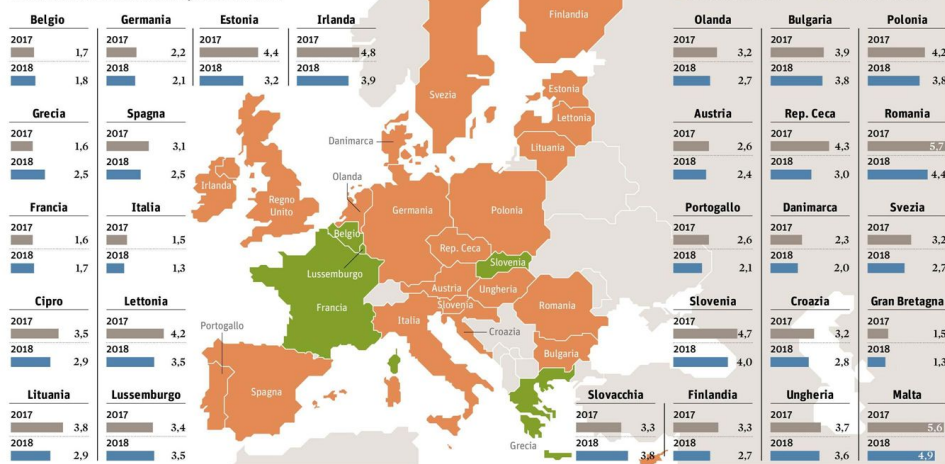 Belgio
2017 1,7
2018 1,8
Germania
2017 2,2
2018 2,1
Estonia
2017 4,4
2018 3,2
Irlanda
2017 4,8
2018 3,9
Grecia
2017 1,6
2018 2,5
Spagna
2017 3,1
2018 2,5
Francia
2017 1,6
2018 1,7
Italia
2017 1,5
2018 1,3
Cipro
2017 3,5
2018 2,9
Lettonia
2017 4,2
2018 3,5
Lituania
2017 3,8
2018 2,9
Lussemburgo
2017 3,4
2018 3,5
Finlandia
Svezia
Estonia
Lettonia
Danimarca
Lituania
Olanda
Irlanda
Regno
Unito
Germania
Polonia
Belgio
Rep. Ceca
Slovenia
Lussemburgo
Austria
Ungheria
Slovenia
Romania
Francia
Italia
Croazia
Portogallo
Bulgaria
Spagna
Grecia
Olanda
2017 3,2
2018 2,7
Bulgaria
2017 3,9
2018 3,8
Polonia
2017 4,2
2018 3,8
Austria
2017 2,6
2018 2,4
Rep. Ceca
2017 4,3
2018 3,0
Romania
2017 5,7
2018 4,4
Portogallo
2017 2,6
2018 2,1
Danimarca
2017 2,3
2018 2,0
Svezia
2017 3,2
2018 2,7
Slovenia
2017 4,7
2018 4,0
Croazia
2017 3,2
2018 2,8
Gran Bretagna
2017 1,5
2018 1,3
Slovacchia
2017 3,3
2018 3,8
Finlandia
2017 3,3
2018 2,7
Ungheria
2017 3,7
2018 3,6
Malta
2017 5,6
2018 4,9